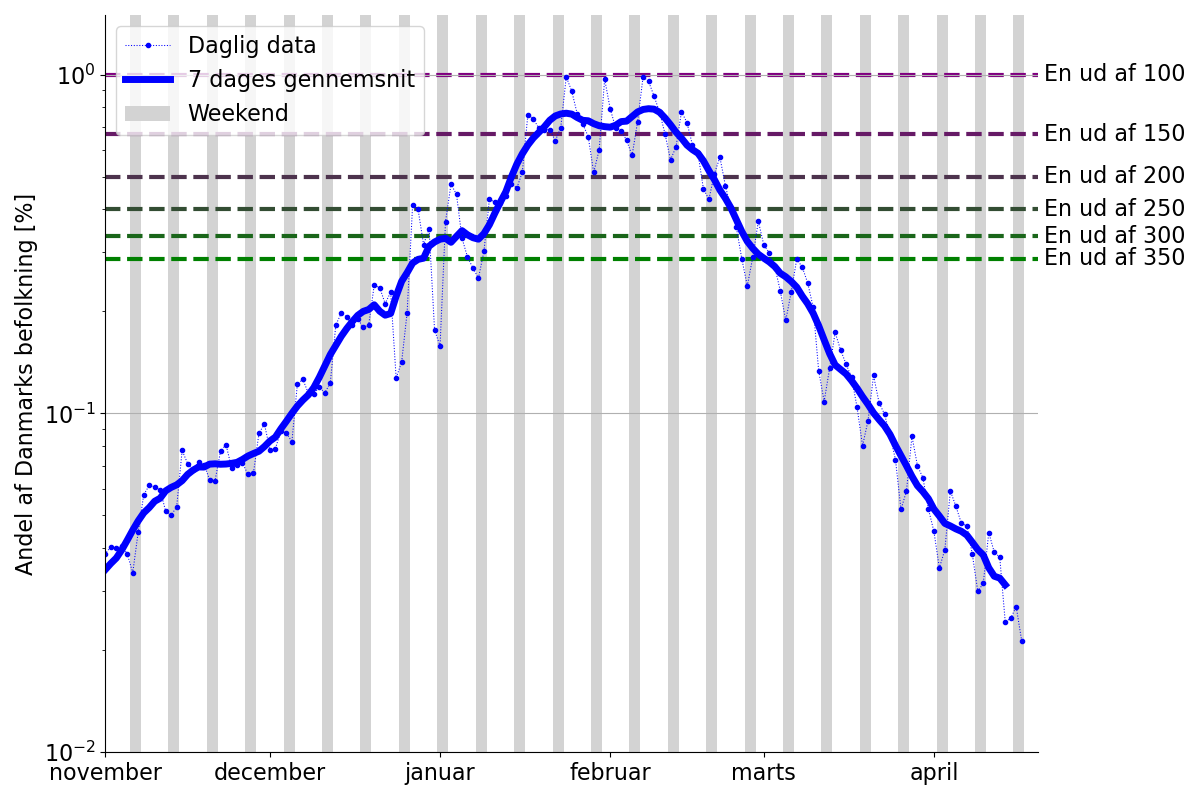 Daglig data
7 dages gennemsnit
Weekend
Andel af Danmarks befolkning [%]
10⁰
10⁻¹
10⁻²
november
december
januar
februar
marts
april
En ud af 100
En ud af 150
En ud af 200
En ud af 250
En ud af 300
En ud af 350